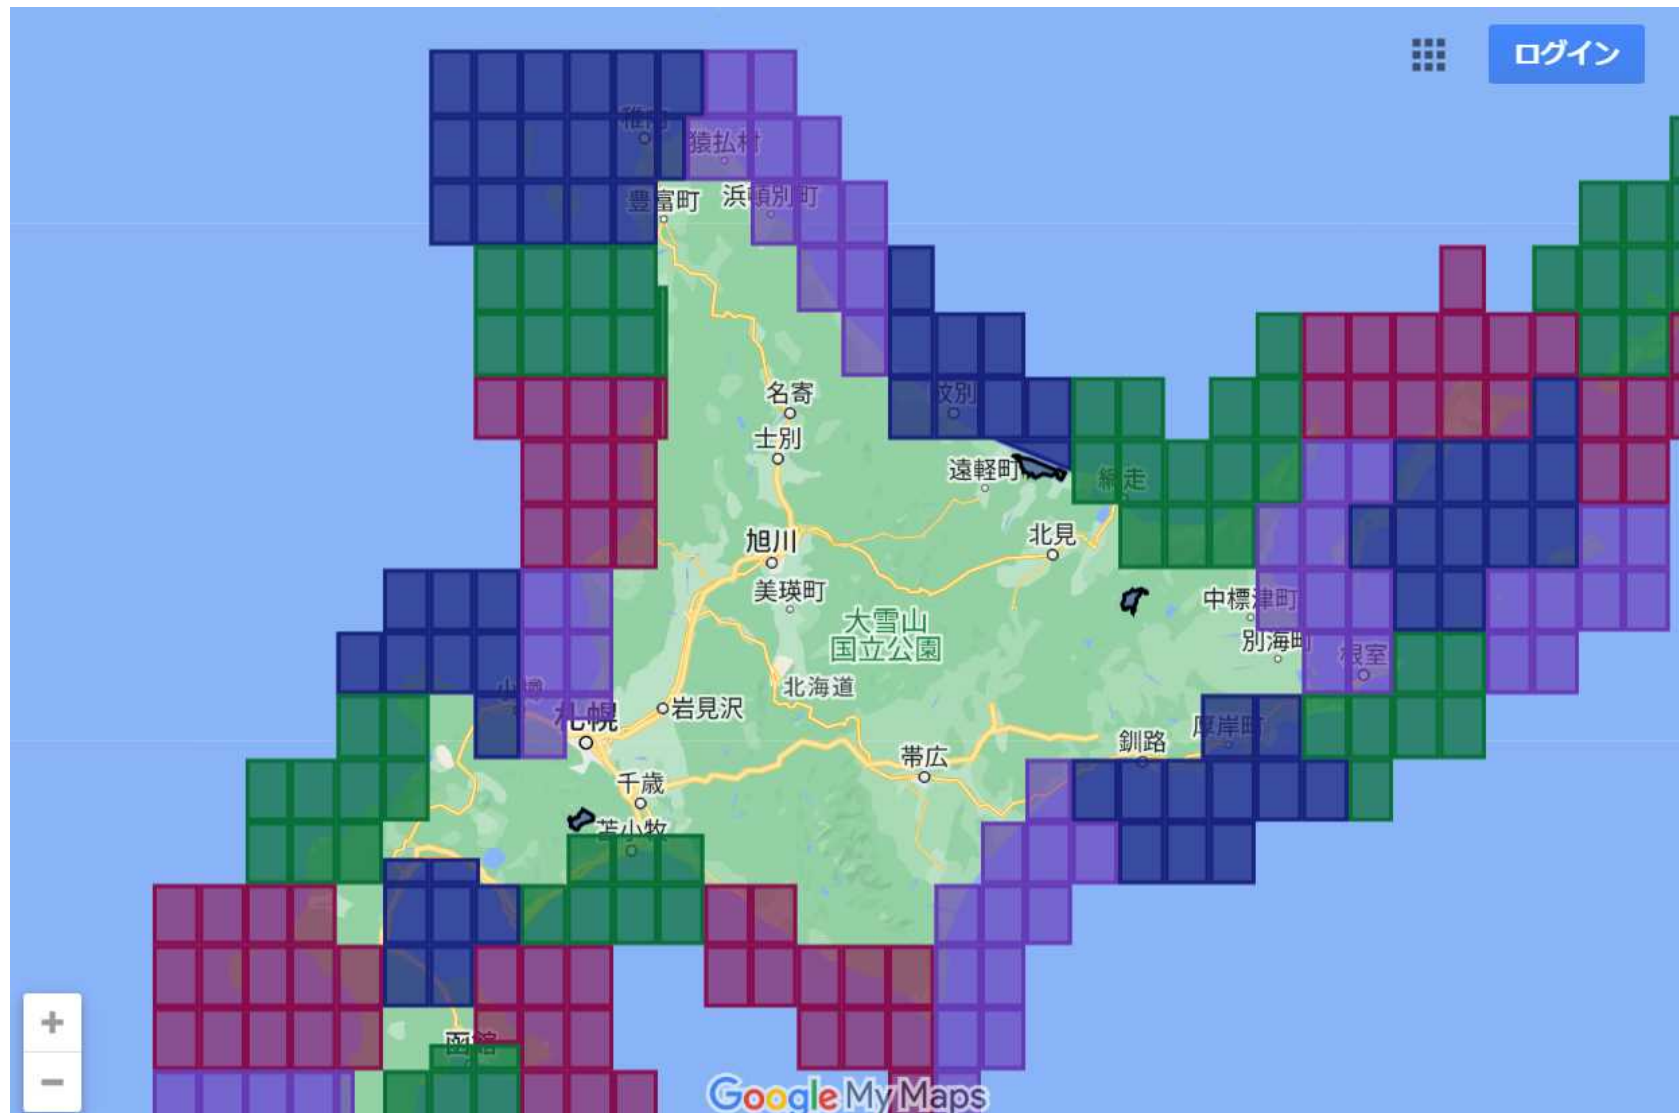 ログイン
稚内
猿払村
豊富町
浜頓別町
名寄
紋別
士別
遠軽町
網走
旭川
北見
美瑛町
中標津町
大雪山
国立公園
別海町
根室
北海道
小樽
札幌
岩見沢
厚岸町
釧路
帯広
千歳
苫小牧
函館
+
−
Google My Maps